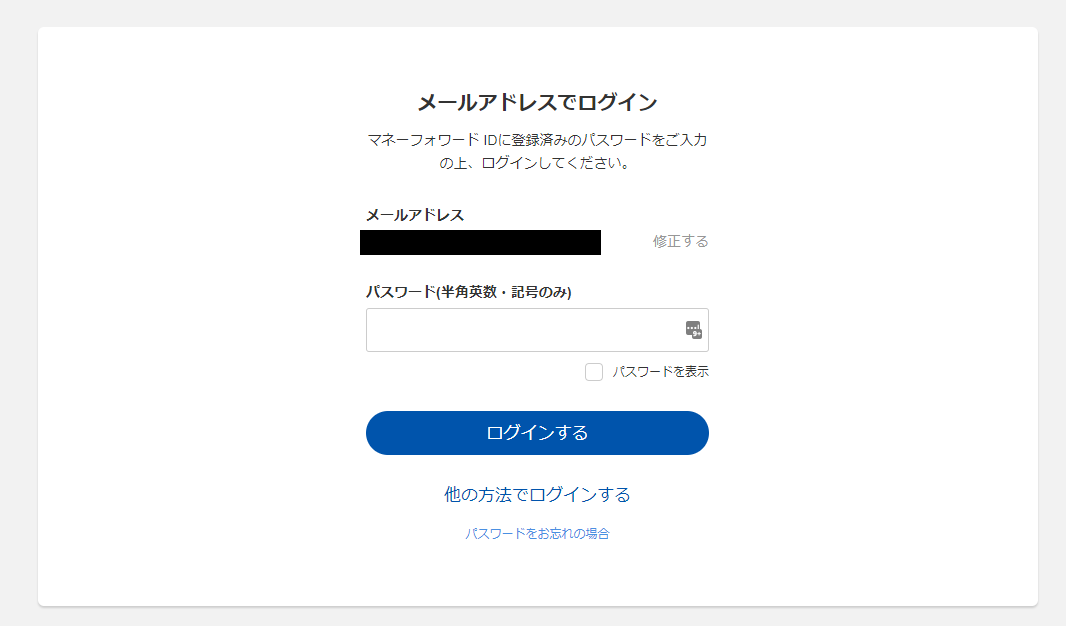 メールアドレスでログイン
マネーフォワード IDに登録済みのパスワードをご入力
の上、ログインしてください。
メールアドレス
修正する
パスワード(半角英数・記号のみ)
9+
パスワードを表示
ログインする
他の方法でログインする
パスワードをお忘れの場合